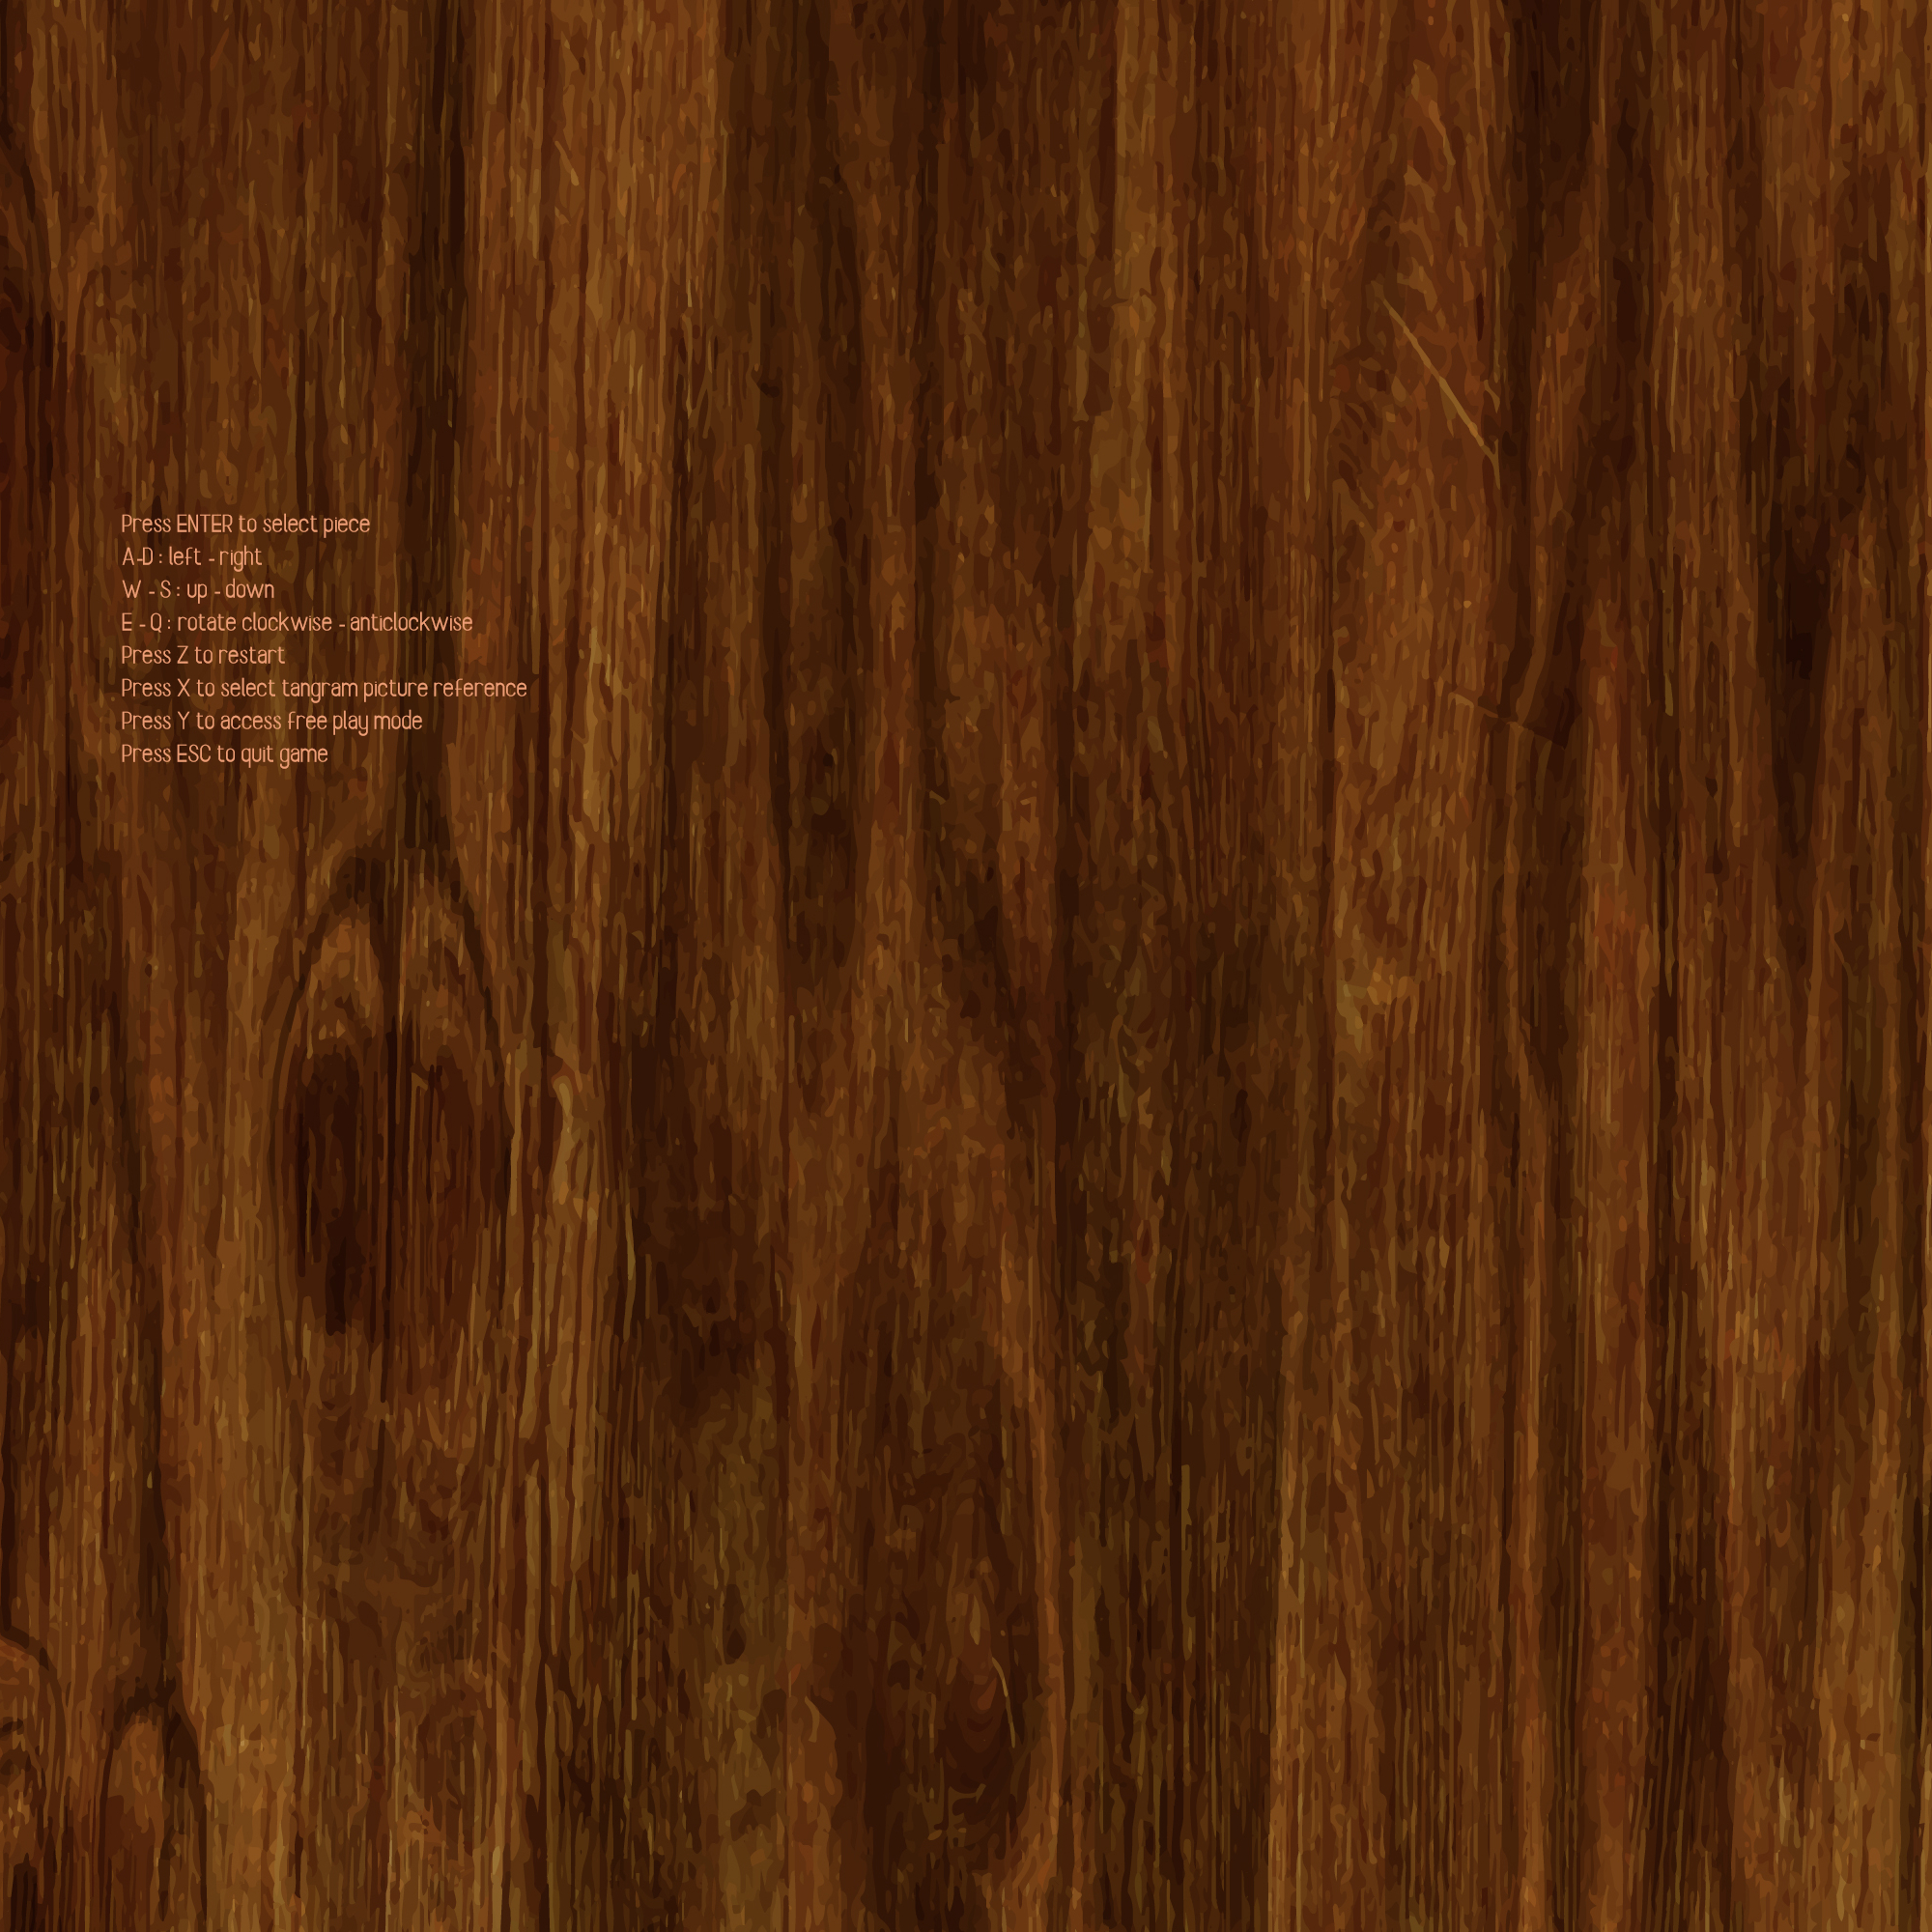 Press ENTER to select piece
A-D : left - right
W - S : up - down
E - Q : rotate clockwise - anticlockwise
Press Z to restart
Press X to select tangram picture reference
Press Y to access free play mode
Press ESC to quit game